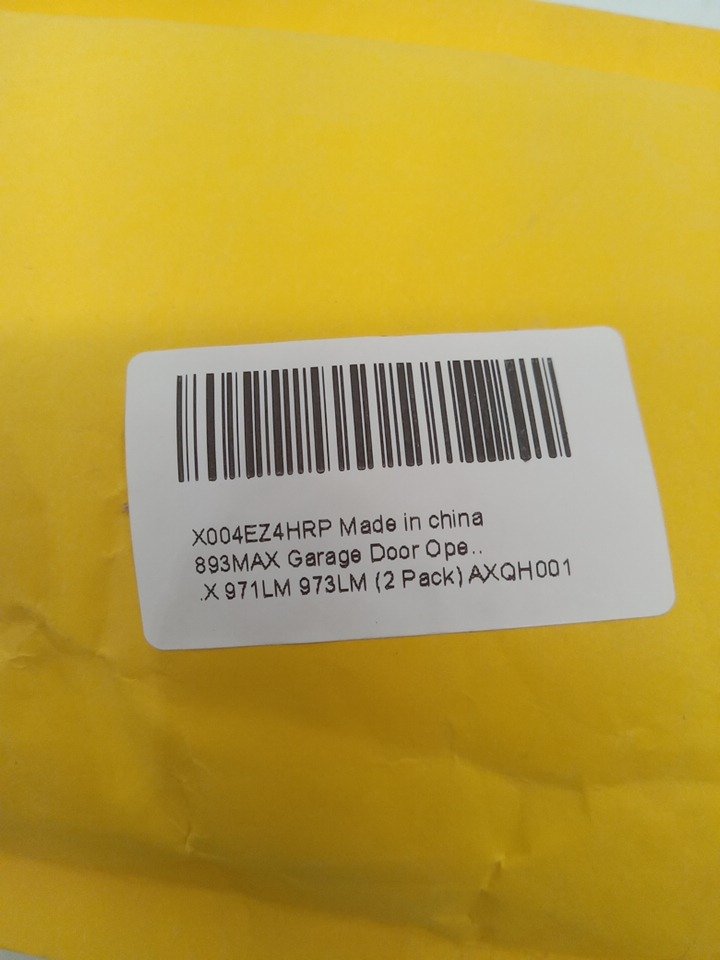 X004EZ4HRP Made in china
893MAX Garage Door Ope..
.X 971LM 973LM (2 Pack) AXQH001